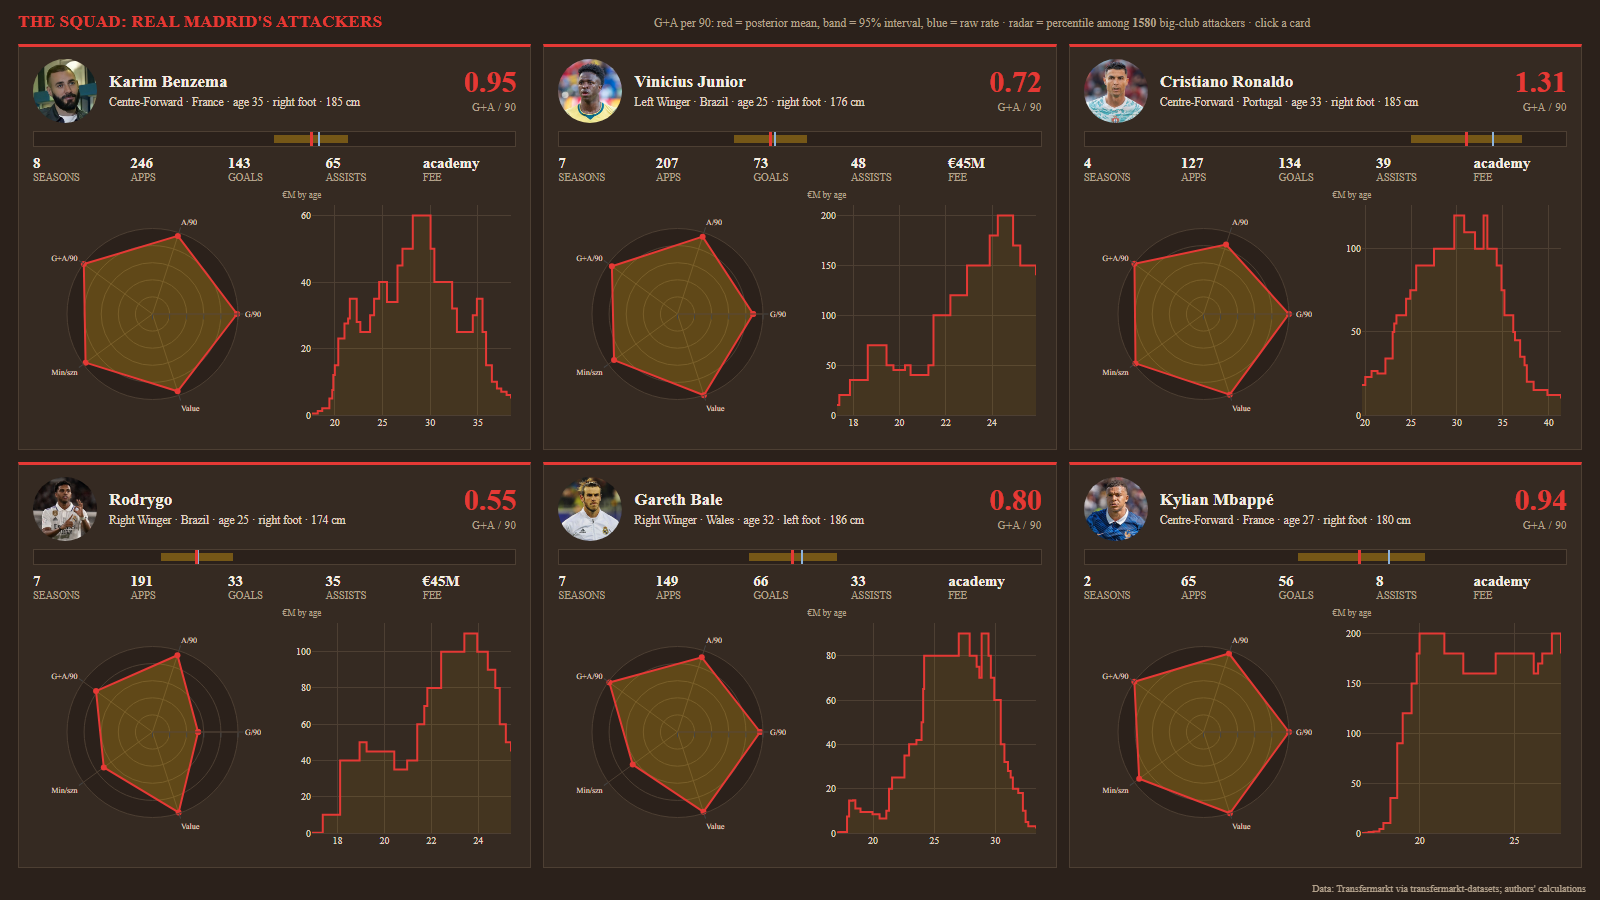 THE SQUAD: REAL MADRID'S ATTACKERS
G+A per 90: red = posterior mean, band = 95% interval, blue = raw rate · radar = percentile among 1580 big-club attackers · click a card
Karim Benzema
Centre-Forward · France · age 35 · right foot · 185 cm
0.95
G+A / 90
8 246 143 65 academy
SEASONS APPS GOALS ASSISTS FEE
€M by age
A/90
G+A/90
G/90
Min/szn
Value
60
40
20
0
20 25 30 35
Vinicius Junior
Left Winger · Brazil · age 25 · right foot · 176 cm
0.72
G+A / 90
7 207 73 48 €45M
SEASONS APPS GOALS ASSISTS FEE
€M by age
A/90
G+A/90
G/90
Min/szn
Value
200
150
100
50
0
18 20 22 24
Cristiano Ronaldo
Centre-Forward · Portugal · age 33 · right foot · 185 cm
1.31
G+A / 90
4 127 134 39 academy
SEASONS APPS GOALS ASSISTS FEE
€M by age
A/90
G+A/90
G/90
Min/szn
Value
100
50
0
20 25 30 35 40
Rodrygo
Right Winger · Brazil · age 25 · right foot · 174 cm
0.55
G+A / 90
7 191 33 35 €45M
SEASONS APPS GOALS ASSISTS FEE
€M by age
A/90
G+A/90
G/90
Min/szn
Value
100
80
60
40
20
0
18 20 22 24
Gareth Bale
Right Winger · Wales · age 32 · left foot · 186 cm
0.80
G+A / 90
7 149 66 33 academy
SEASONS APPS GOALS ASSISTS FEE
€M by age
A/90
G+A/90
G/90
Min/szn
Value
80
60
40
20
0
20 25 30
Kylian Mbappé
Centre-Forward · France · age 27 · right foot · 180 cm
0.94
G+A / 90
2 65 56 8 academy
SEASONS APPS GOALS ASSISTS FEE
€M by age
A/90
G+A/90
G/90
Min/szn
Value
200
150
100
50
0
20 25
Data: Transfermarkt via transfermarkt-datasets; authors' calculations